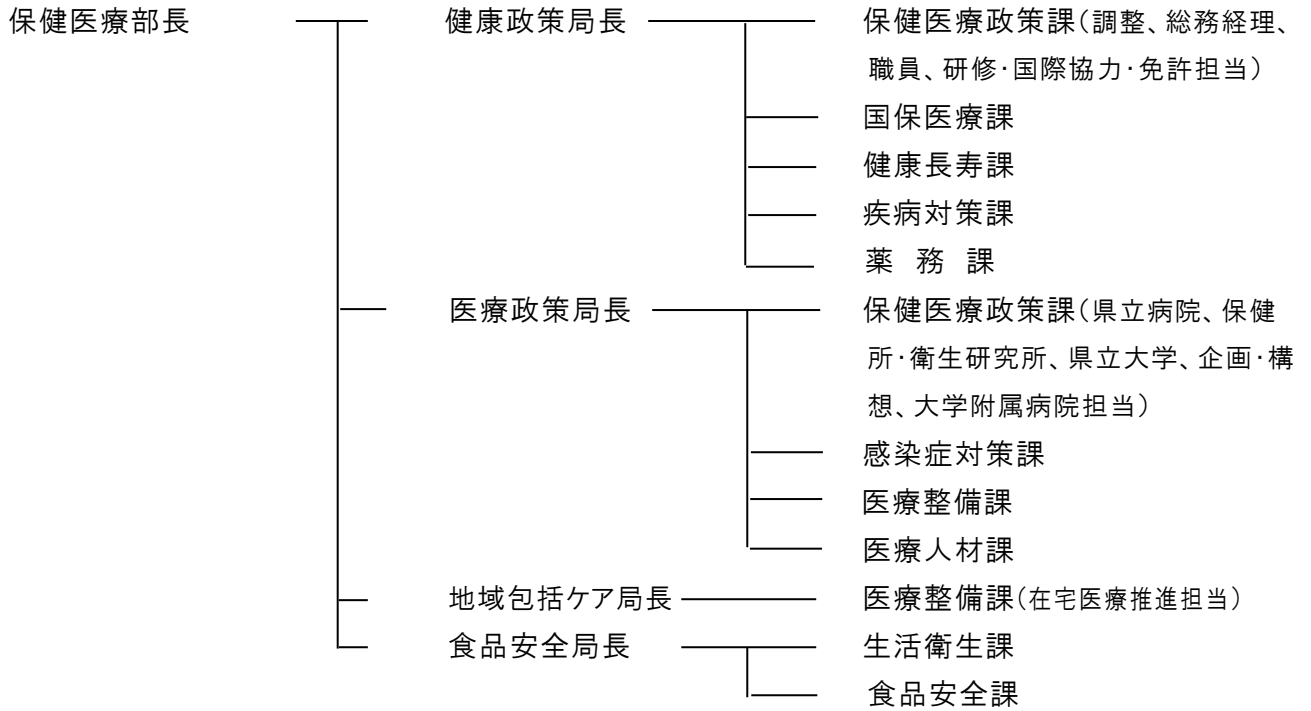 保健医療部長 健康政策局長 保健医療政策課（調整、総務経理、
職員、研修・国際協力・免許担当）
国保医療課
健康長寿課
疾病対策課
薬 務 課
医療政策局長 保健医療政策課（県立病院、保健
所・衛生研究所、県立大学、企画・構
想、大学附属病院担当）
感染症対策課
医療整備課
医療人材課
地域包括ケア局長 医療整備課（在宅医療推進担当）
食品安全局長 生活衛生課
食品安全課